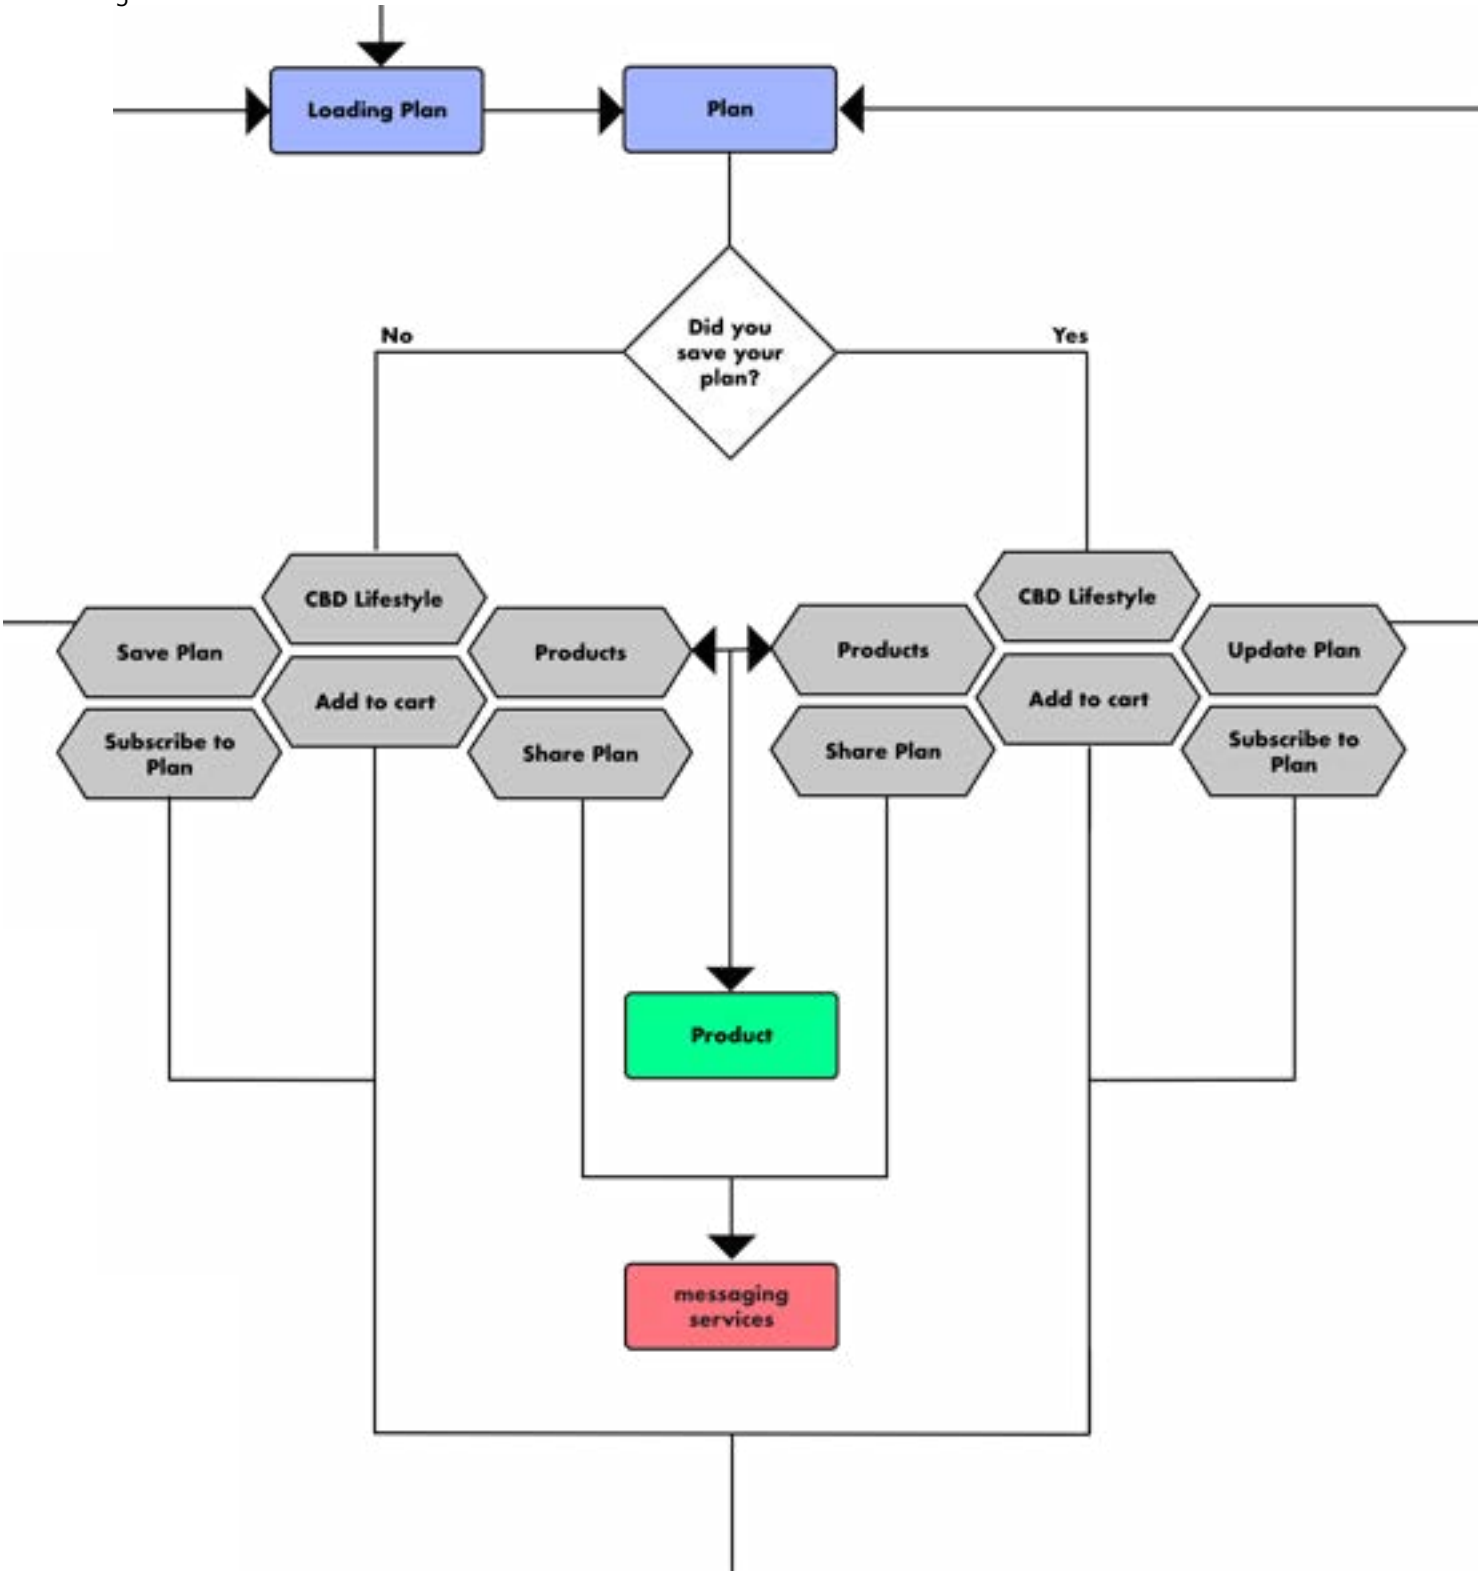 Loading Plan
Plan
Did you
save your
plan?
No
Yes
CBD Lifestyle
Save Plan
Products
Add to cart
Subscribe to
Plan
Share Plan
CBD Lifestyle
Products
Update Plan
Add to cart
Share Plan
Subscribe to
Plan
Product
messaging
services